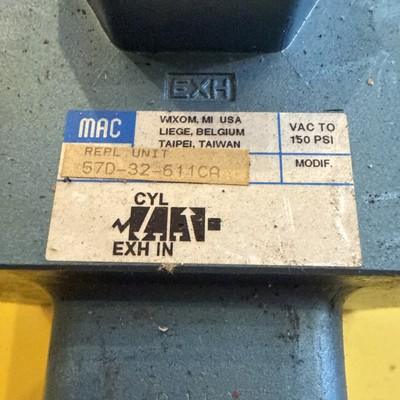 EXH
MAC
WIXOM, MI USA
LIEGE, BELGIUM
TAIPEI, TAIWAN
VAC TO
150 PSI
REPL UNIT
57D-32-611CA
MODIF.
CYL
EXH IN